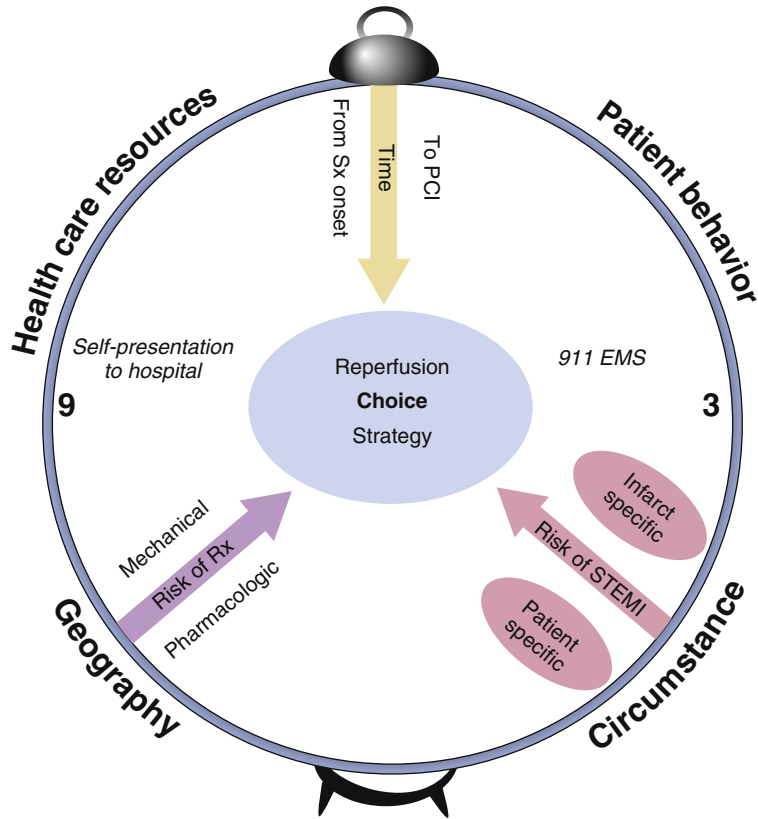 Health care resources
Patient behavior
From Sx onset
Time
To PCI
Self-presentation
to hospital
911 EMS
Reperfusion
Choice
Strategy
9
3
Mechanical
Risk of Rx
Pharmacologic
Infarct
specific
Risk of STEMI
Patient
specific
Geography
Circumstance